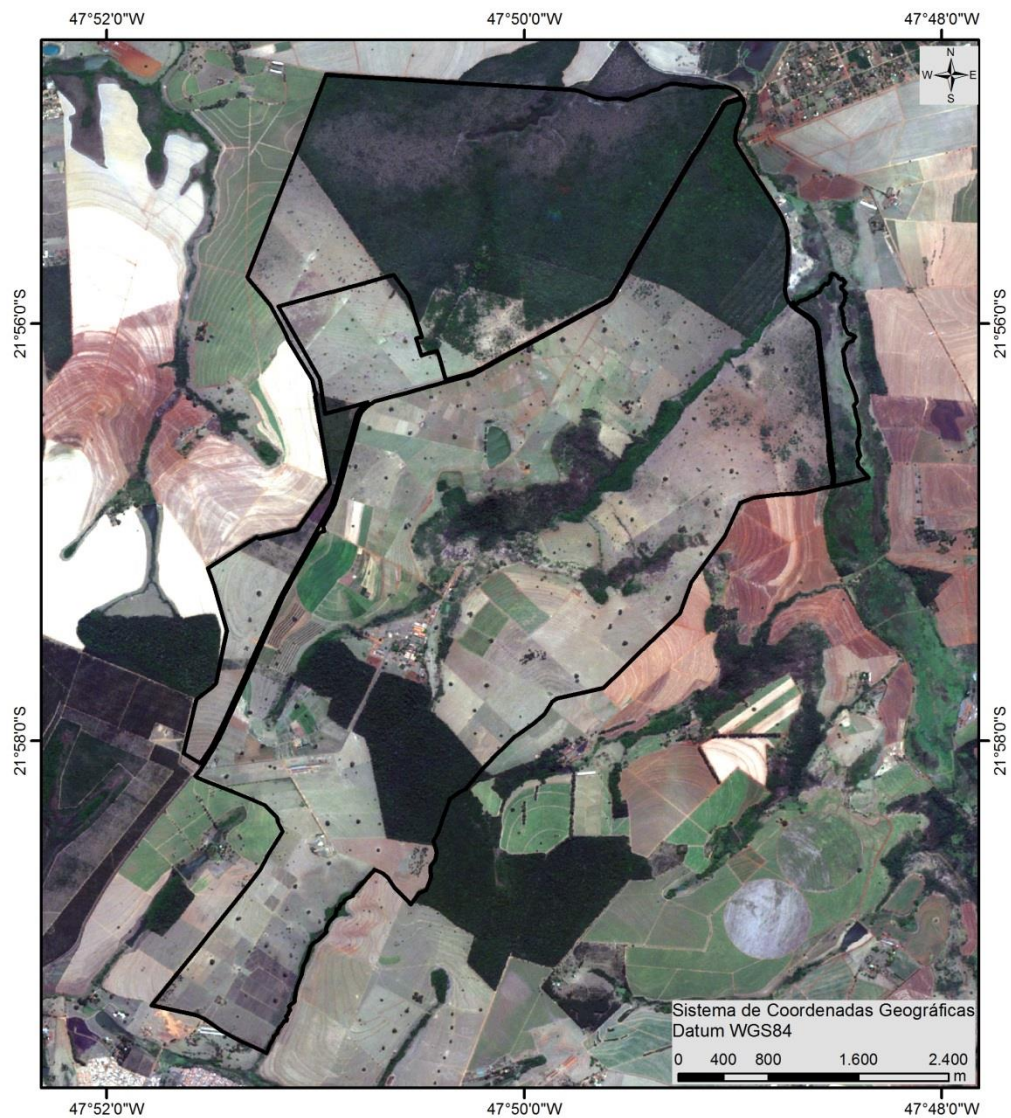 47°52'0"W 47°50'0"W 47°48'0"W
N
W E
S
21°56'0"S 21°56'0"S
21°58'0"S 21°58'0"S
Sistema de Coordenadas Geográficas
Datum WGS84
0 400 800 1.600 2.400
m
47°52'0"W 47°50'0"W 47°48'0"W